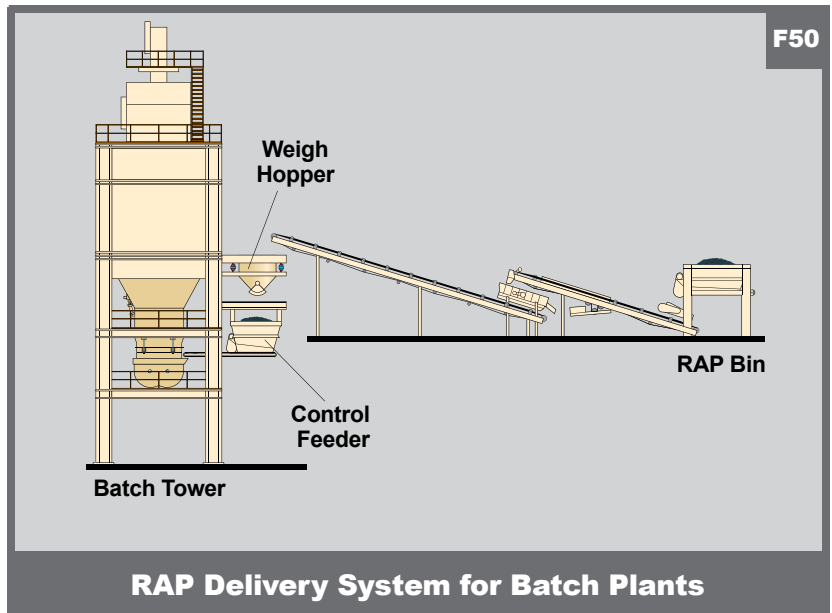 F50
Weigh
Hopper
RAP Bin
Control
Feeder
Batch Tower
RAP Delivery System for Batch Plants